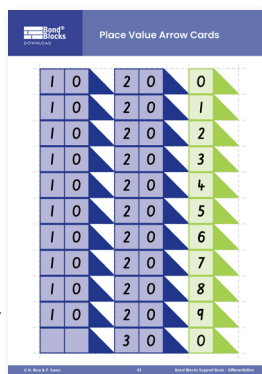 Bond®
Blocks
DOWNLOAD
Place Value Arrow Cards
1 0 2 0 0
1 0 2 0 1
1 0 2 0 2
1 0 2 0 3
1 0 2 0 4
1 0 2 0 5
1 0 2 0 6
1 0 2 0 7
1 0 2 0 8
1 0 2 0 9
3 0 0
© N. Rice & P. Swan
Bond Blocks Support Book - Differentiation